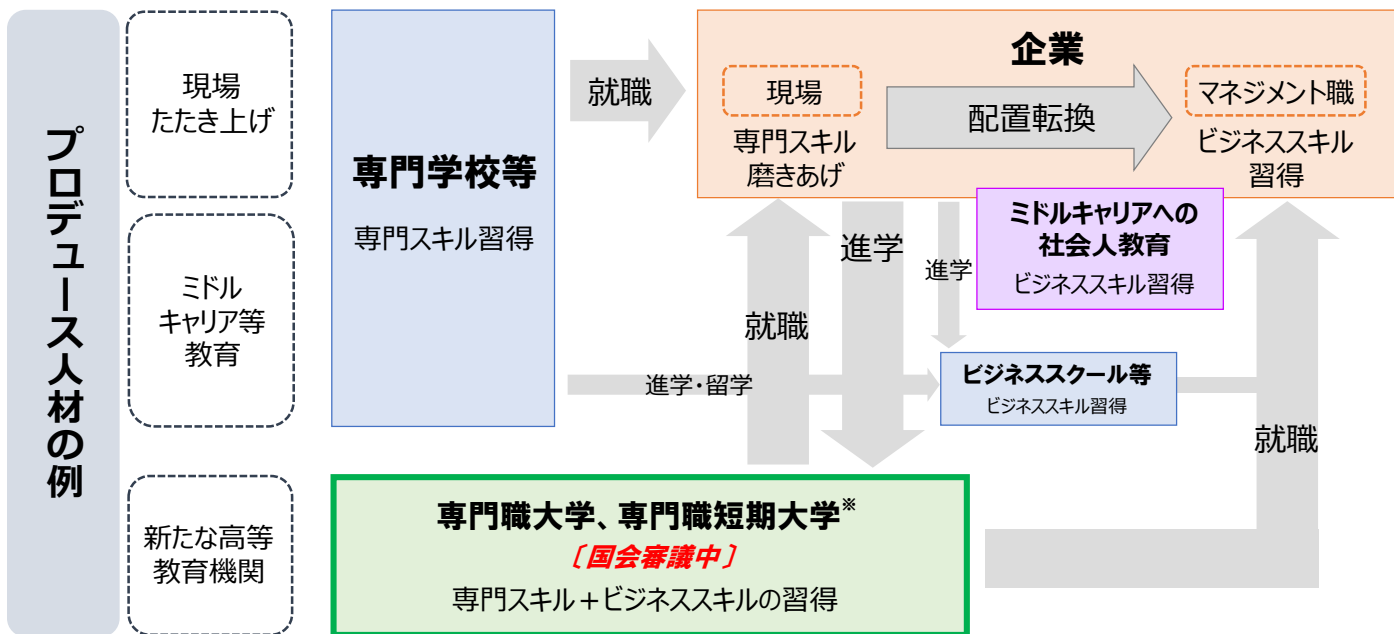 プロデュース人材の例
現場
たたき上げ
ミドル
キャリア等
教育
新たな高等
教育機関
専門学校等
専門スキル習得
就職
企業
現場
専門スキル
磨きあげ
配置転換
マネジメント職
ビジネススキル
習得
ミドルキャリアへの
社会人教育
ビジネススキル習得
進学
進学
就職
進学・留学
ビジネススクール等
ビジネススキル習得
就職
専門職大学、専門職短期大学※
〔国会審議中〕
専門スキル＋ビジネススキルの習得